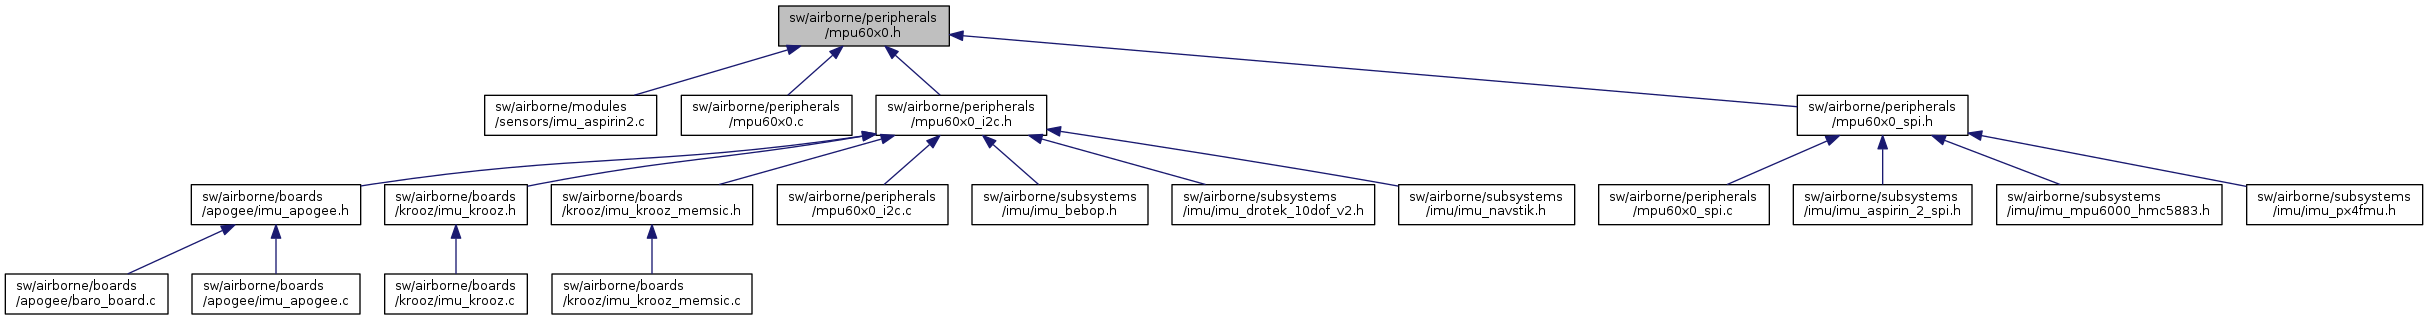 sw/airborne/peripherals
/mpu60x0.h
sw/airborne/modules
/sensors/imu_aspirin2.c
sw/airborne/peripherals
/mpu60x0.c
sw/airborne/peripherals
/mpu60x0_i2c.h
sw/airborne/peripherals
/mpu60x0_spi.h
sw/airborne/boards
/apogee/imu_apogee.h
sw/airborne/boards
/krooz/imu_krooz.h
sw/airborne/boards
/krooz/imu_krooz_memsic.h
sw/airborne/peripherals
/mpu60x0_i2c.c
sw/airborne/subsystems
/imu/imu_bebop.h
sw/airborne/subsystems
/imu/imu_drotek_10dof_v2.h
sw/airborne/subsystems
/imu/imu_navstik.h
sw/airborne/peripherals
/mpu60x0_spi.c
sw/airborne/subsystems
/imu/imu_aspirin_2_spi.h
sw/airborne/subsystems
/imu/imu_mpu6000_hmc5883.h
sw/airborne/subsystems
/imu/imu_px4fmu.h
sw/airborne/boards
/apogee/baro_board.c
sw/airborne/boards
/apogee/imu_apogee.c
sw/airborne/boards
/krooz/imu_krooz.c
sw/airborne/boards
/krooz/imu_krooz_memsic.c